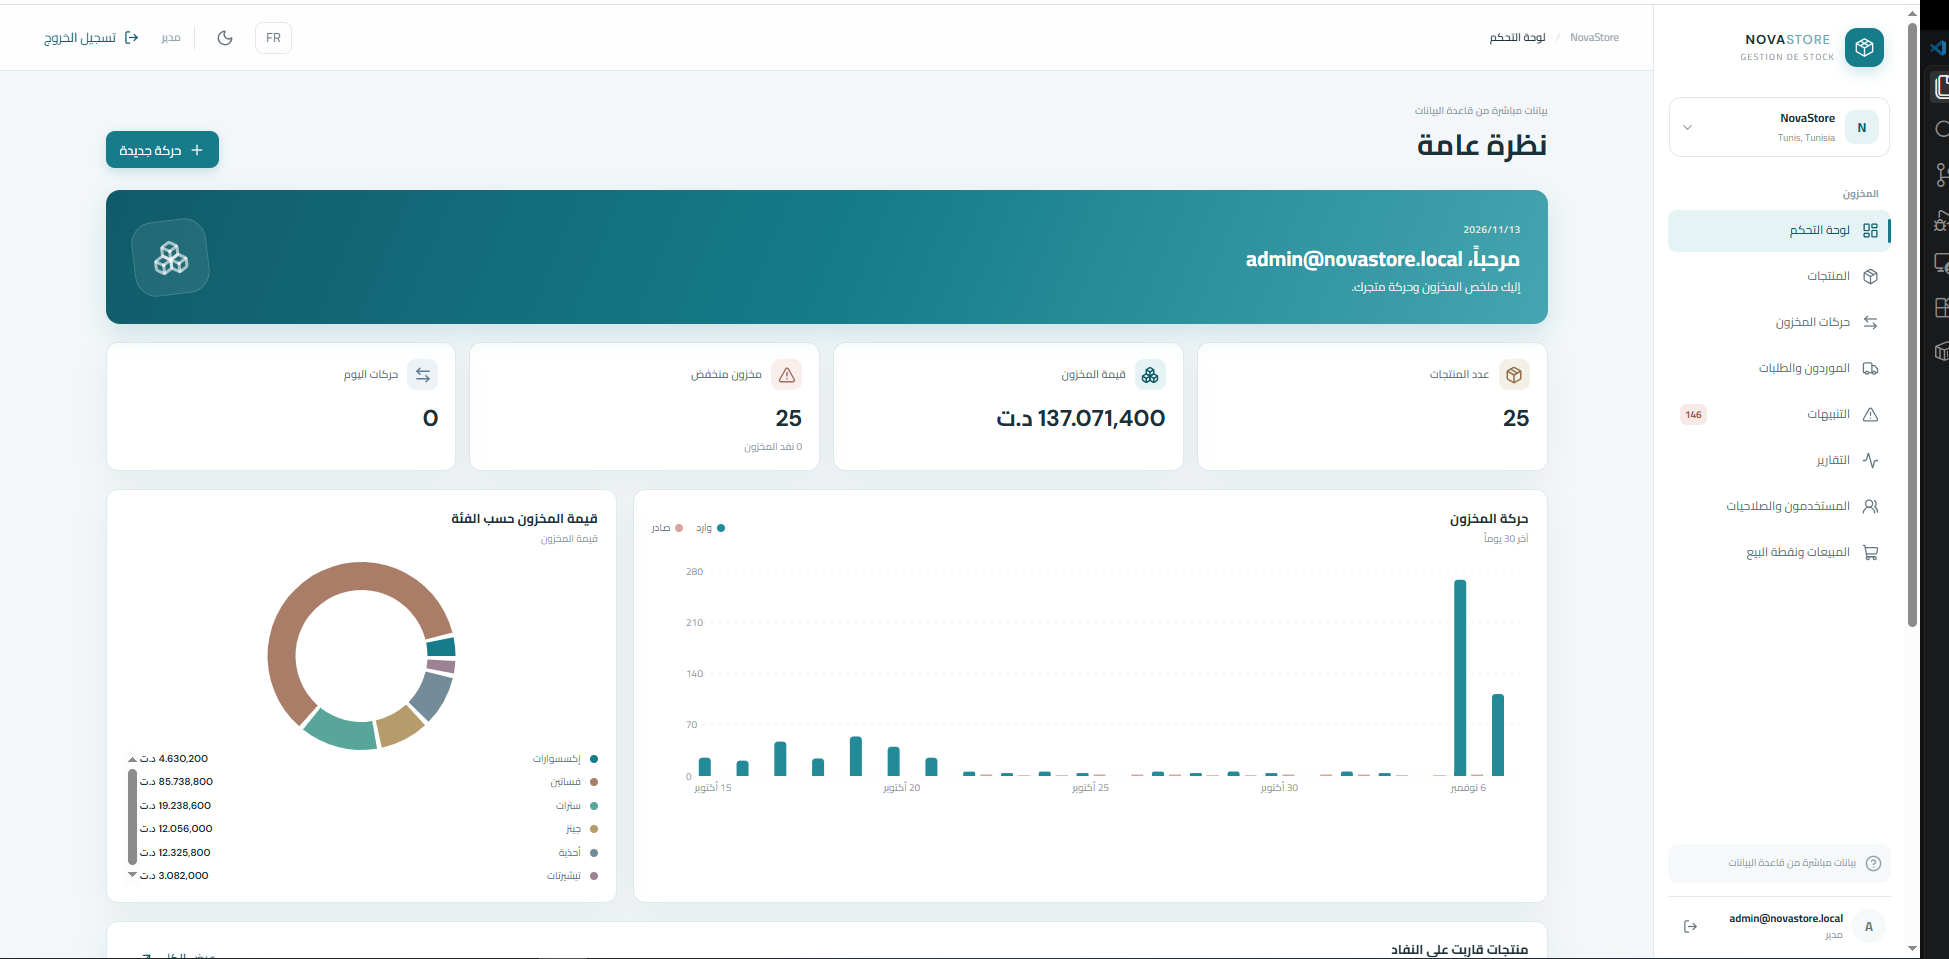 NOVASTORE
GESTION DE STOCK
NovaStore
Tunis, Tunisia
N
المخزون
لوحة التحكم
المنتجات
حركات المخزون
الموردون والطلبات
التنبيهات
146
التقارير
المستخدمون والصلاحيات
المبيعات ونقطة البيع
بيانات مباشرة من قاعدة البيانات
admin@novastore.local
مدير
A
NovaStore / لوحة التحكم
FR
مدير
تسجيل الخروج
بيانات مباشرة من قاعدة البيانات
نظرة عامة
حركة جديدة
2026/11/13
مرحباً، admin@novastore.local
إليك ملخص المخزون وحركة متجرك.
عدد المنتجات
25
قيمة المخزون
137.071,400 د.ت
مخزون منخفض
25
0 نفد المخزون
حركات اليوم
0
حركة المخزون
آخر 30 يوماً
وارد
صادر
280
210
140
70
0
15 أكتوبر
20 أكتوبر
25 أكتوبر
30 أكتوبر
6 نوفمبر
قيمة المخزون حسب الفئة
قيمة المخزون
إكسسوارات 4.630,200 د.ت
فساتين 85.738,800 د.ت
سترات 19.238,600 د.ت
جينز 12.056,000 د.ت
أحذية 12.325,800 د.ت
تيشيرتات 3.082,000 د.ت
منتجات قاربت على النفاد
عرض الكل